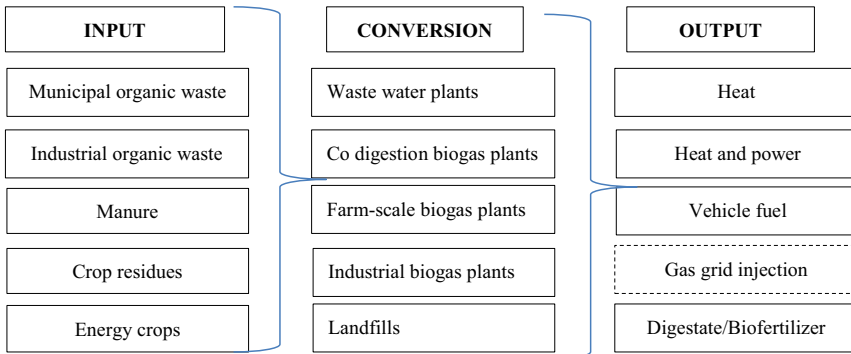 INPUT
CONVERSION
OUTPUT
Municipal organic waste
Waste water plants
Heat
Industrial organic waste
Co digestion biogas plants
Heat and power
Manure
Farm-scale biogas plants
Vehicle fuel
Crop residues
Industrial biogas plants
Gas grid injection
Energy crops
Landfills
Digestate/Biofertilizer